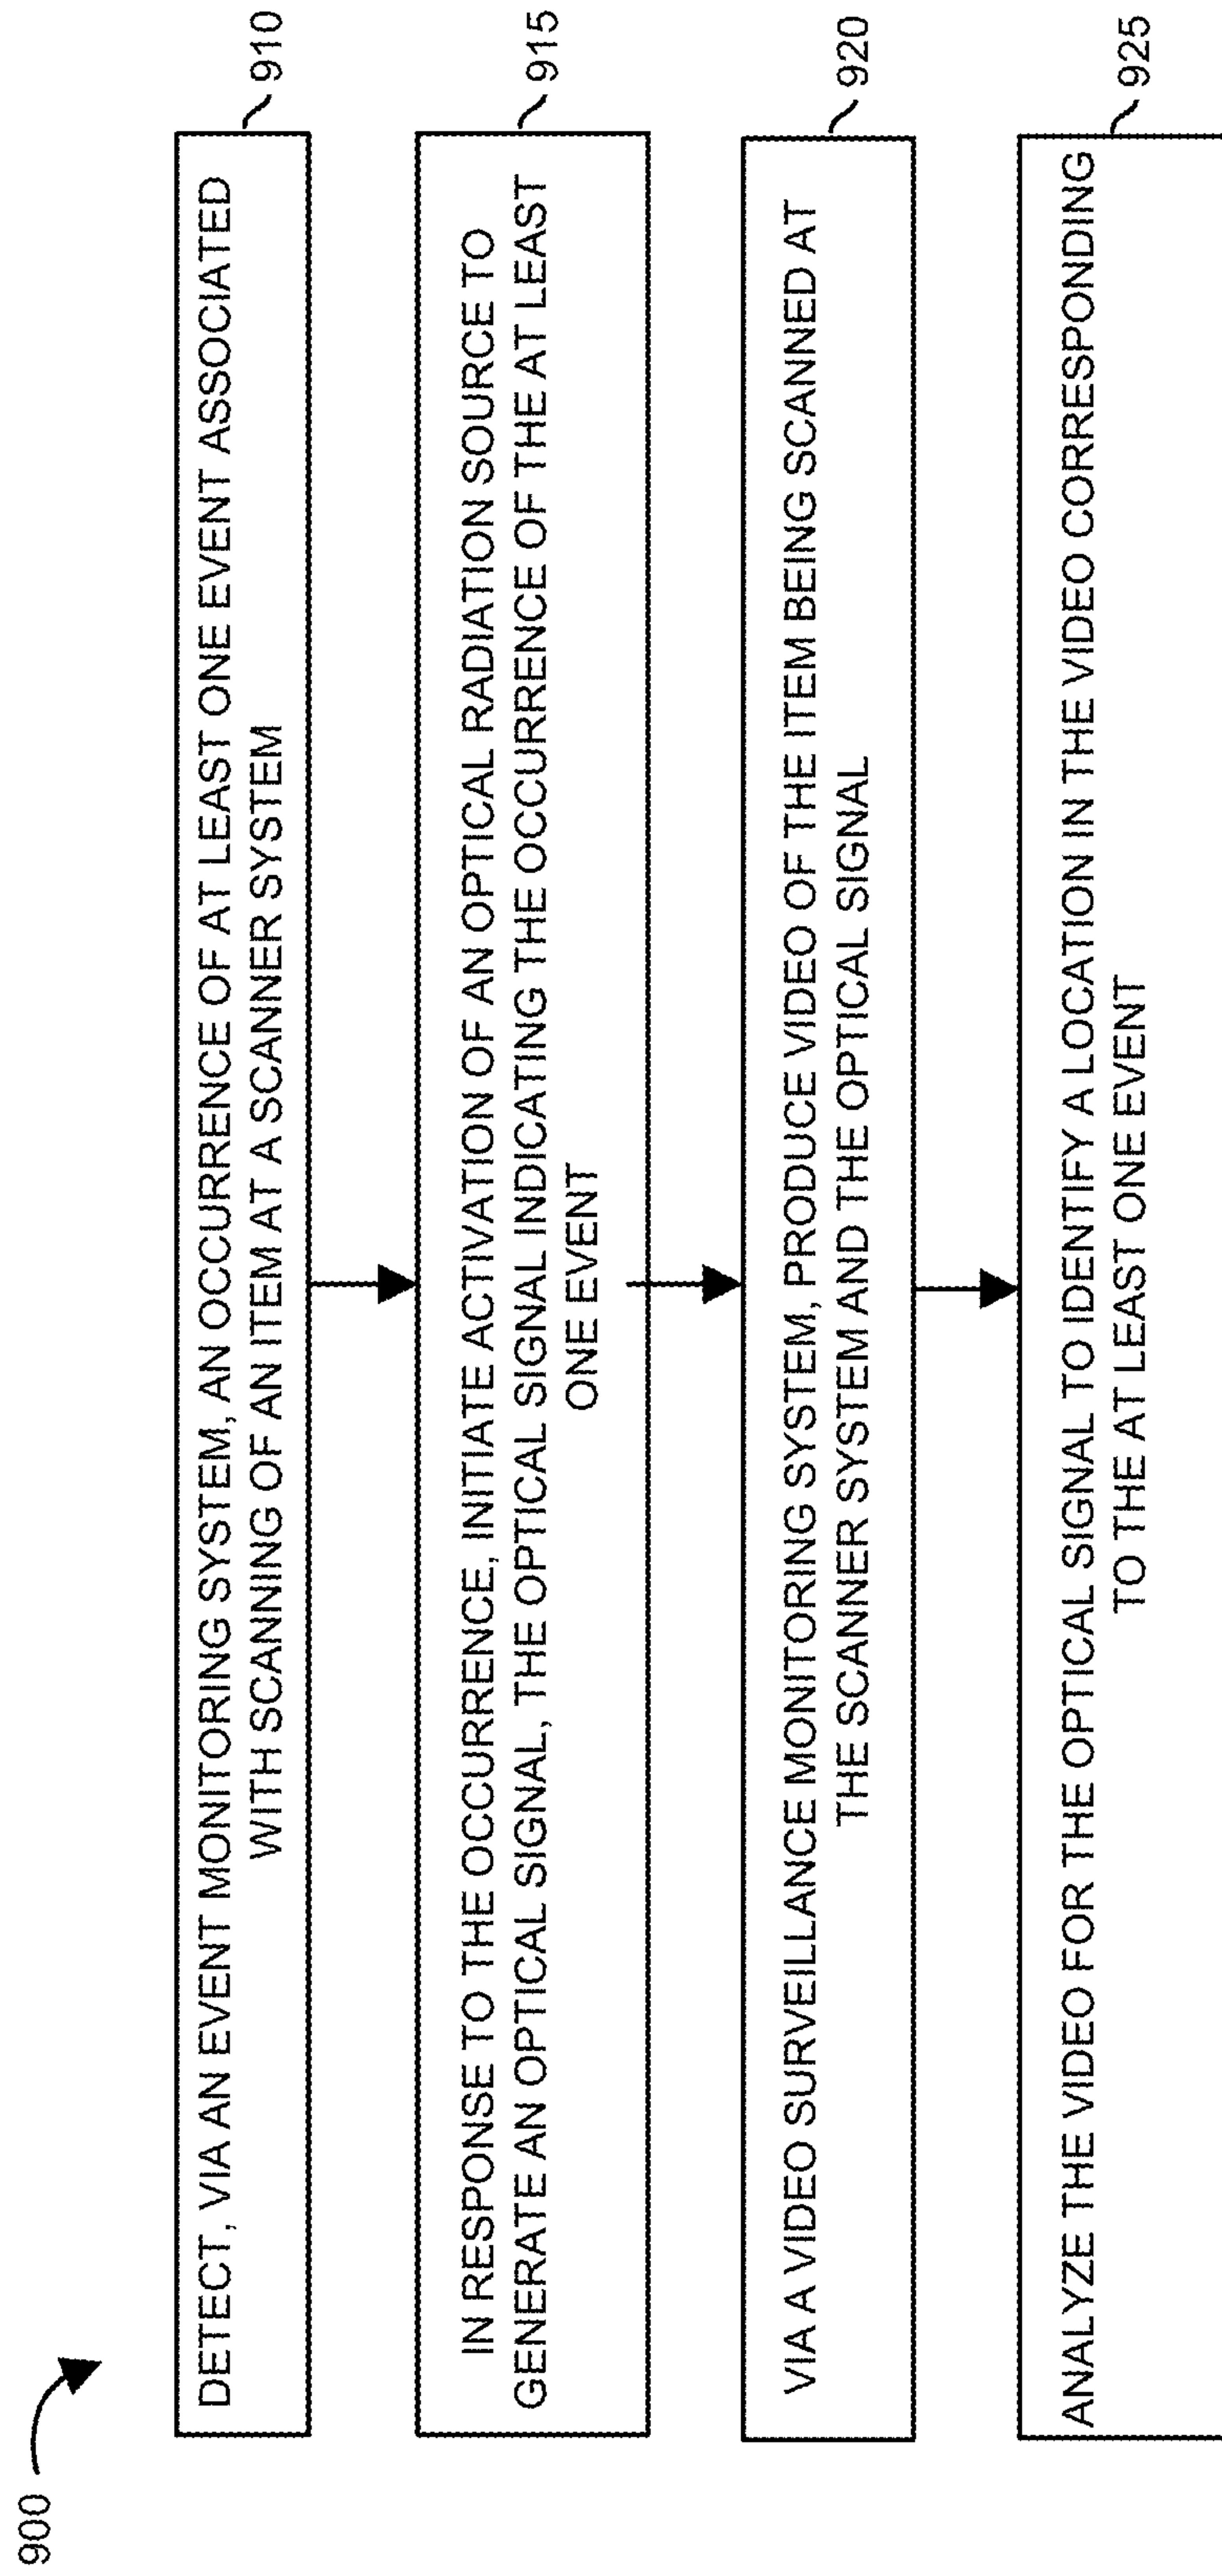 900
DETECT, VIA AN EVENT MONITORING SYSTEM, AN OCCURRENCE OF AT LEAST ONE EVENT ASSOCIATED
WITH SCANNING OF AN ITEM AT A SCANNER SYSTEM
910
IN RESPONSE TO THE OCCURRENCE, INITIATE ACTIVATION OF AN OPTICAL RADIATION SOURCE TO
GENERATE AN OPTICAL SIGNAL, THE OPTICAL SIGNAL INDICATING THE OCCURRENCE OF THE AT LEAST
ONE EVENT
915
VIA A VIDEO SURVEILLANCE MONITORING SYSTEM, PRODUCE VIDEO OF THE ITEM BEING SCANNED AT
THE SCANNER SYSTEM AND THE OPTICAL SIGNAL
920
ANALYZE THE VIDEO FOR THE OPTICAL SIGNAL TO IDENTIFY A LOCATION IN THE VIDEO CORRESPONDING
TO THE AT LEAST ONE EVENT
925